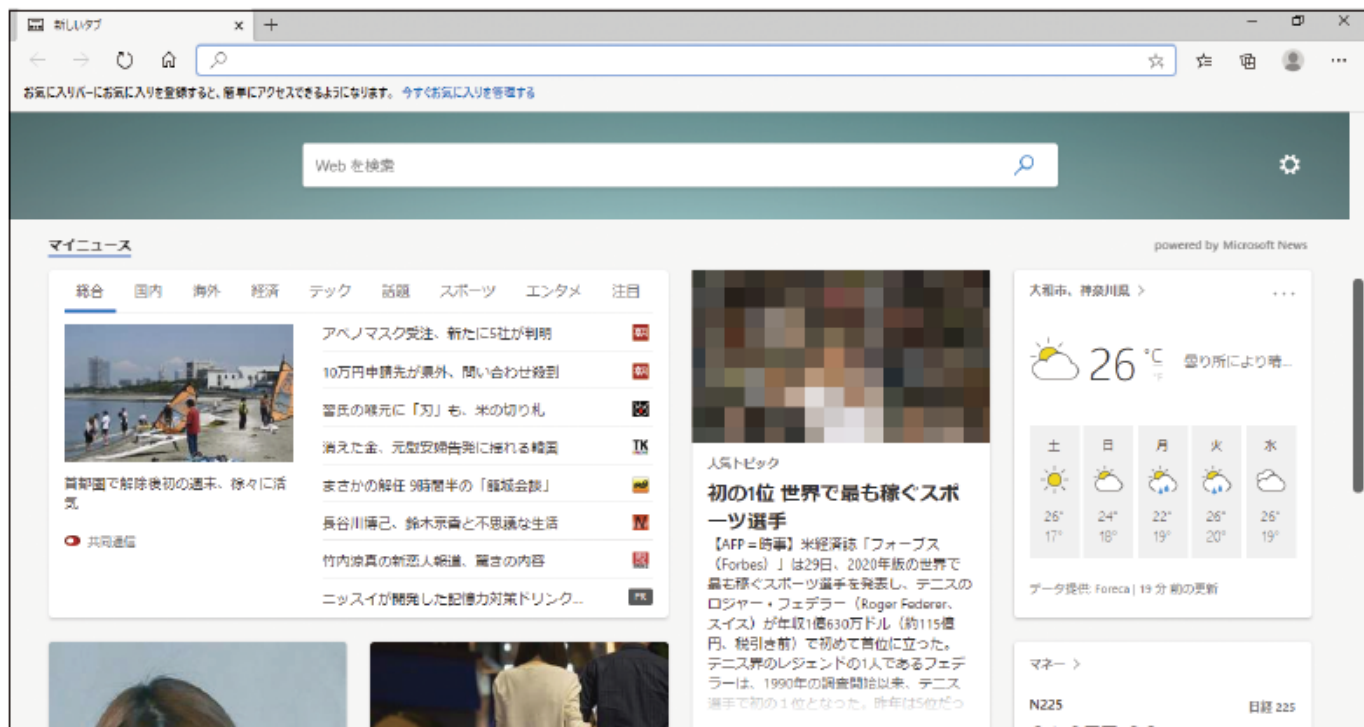 新しいタブ
お気に入りバーにお気に入りを登録すると、簡単にアクセスできるようになります。 今すぐお気に入りを管理する
Web を検索
マイニュース
powered by Microsoft News
総合 国内 海外 経済 テック 話題 スポーツ エンタメ 注目
アベノマスク受注、新たに5社が判明
10万円申請先が県外、問い合わせ殺到
習氏の喉元に「刃」も、米の切り札
消えた金、元慰安婦告発に揺れる韓国
TK
まさかの解任 9時間半の「籠城会談」
長谷川博己、鈴木京香と不思議な生活
N
竹内涼真の新恋人報道、驚きの内容
ニッスイが開発した記憶力対策ドリンク...
PR
首都圏で解除後初の週末、徐々に活
気
共同通信
人気トピック
初の1位 世界で最も稼ぐスポ
ーツ選手
【AFP＝時事】米経済誌「フォーブス
（Forbes）」は29日、2020年版の世界で
最も稼ぐスポーツ選手を発表し、テニスの
ロジャー・フェデラー（Roger Federer、
スイス）が年収1億630万ドル（約115億
円、税引き前）で初めて首位に立った。
テニス界のレジェンドの1人であるフェデ
ラーは、1990年の調査開始以来、テニス
選手で初の１位となった。昨年は5位だっ
大和市、神奈川県 >
26 °C
°F
曇り所により晴...
土 日 月 火 水
26° 24° 22° 26° 26°
17° 18° 19° 20° 19°
データ提供: Foreca | 19 分前の更新
マネー >
N225
日経 225